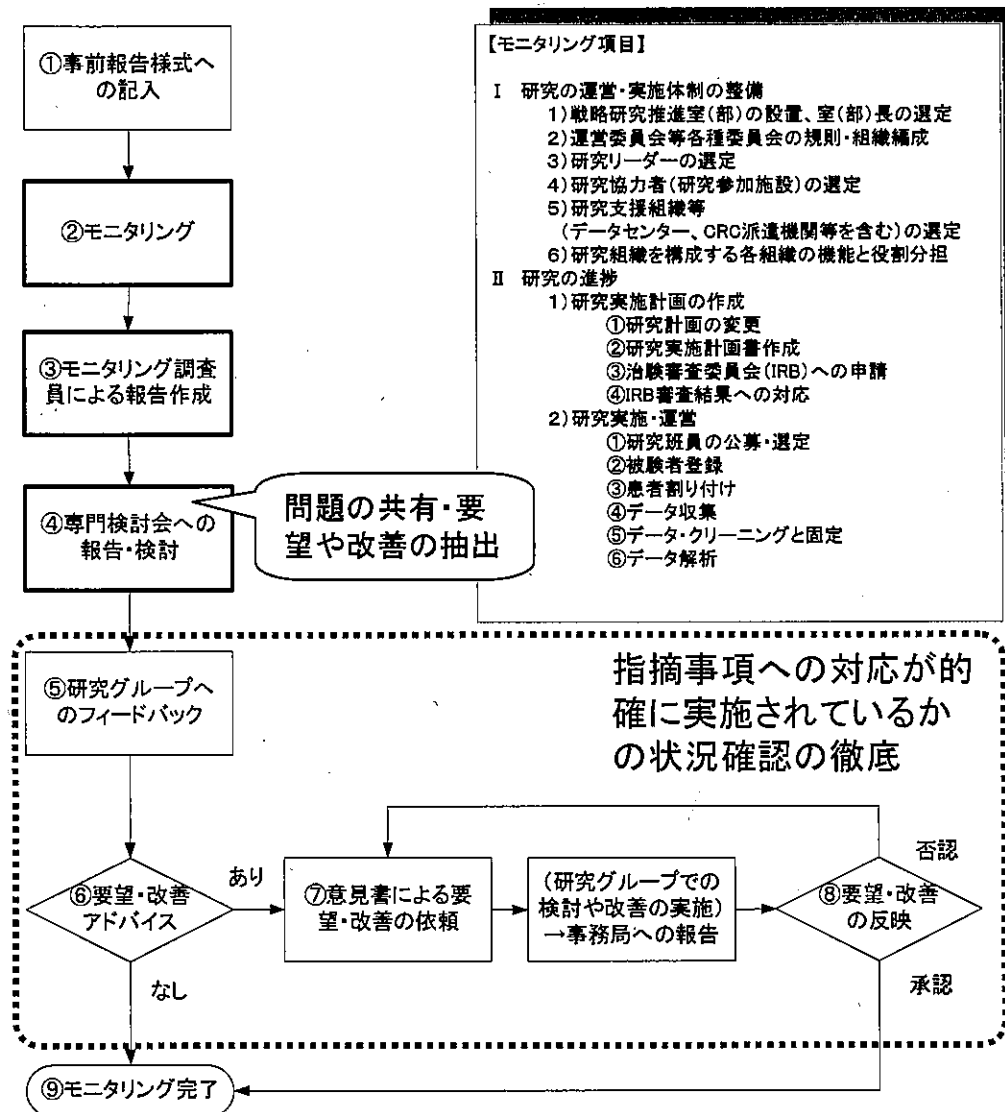 ①事前報告様式へ
の記入
②モニタリング
③モニタリング調査
員による報告作成
④専門検討会への
報告・検討
問題の共有・要
望や改善の抽出
【モニタリング項目】
Ⅰ 研究の運営・実施体制の整備
1)戦略研究推進室(部)の設置、室(部)長の選定
2)運営委員会等各種委員会の規則・組織編成
3)研究リーダーの選定
4)研究協力者(研究参加施設)の選定
5)研究支援組織等
(データセンター、CRC派遣機関等を含む)の選定
6)研究組織を構成する各組織の機能と役割分担
Ⅱ 研究の進捗
1)研究実施計画の作成
①研究計画の変更
②研究実施計画書作成
③治験審査委員会(IRB)への申請
④IRB審査結果への対応
2)研究実施・運営
①研究班員の公募・選定
②被験者登録
③患者割り付け
④データ収集
⑤データ・クリーニングと固定
⑥データ解析
⑤研究グループへ
のフィードバック
指摘事項への対応が的
確に実施されているか
の状況確認の徹底
⑥要望・改善
アドバイス
あり
なし
⑦意見書による要
望・改善の依頼
(研究グループでの
検討や改善の実施)
→事務局への報告
⑧要望・改善
の反映
否認
承認
⑨モニタリング完了